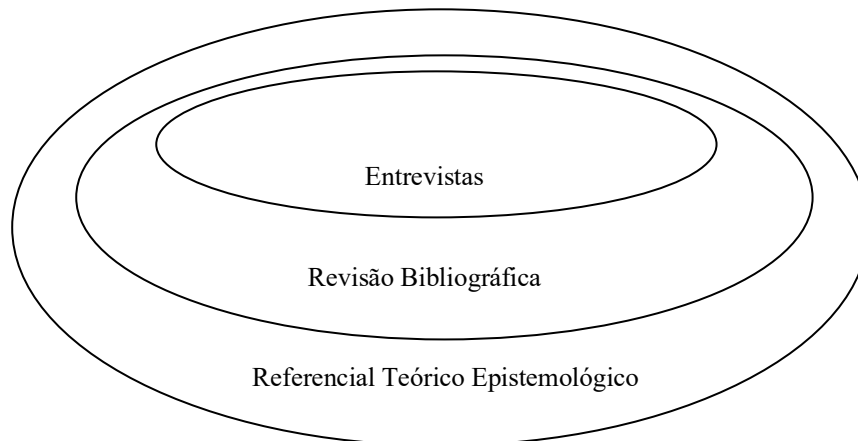 Entrevistas
Revisão Bibliográfica
Referencial Teórico Epistemológico